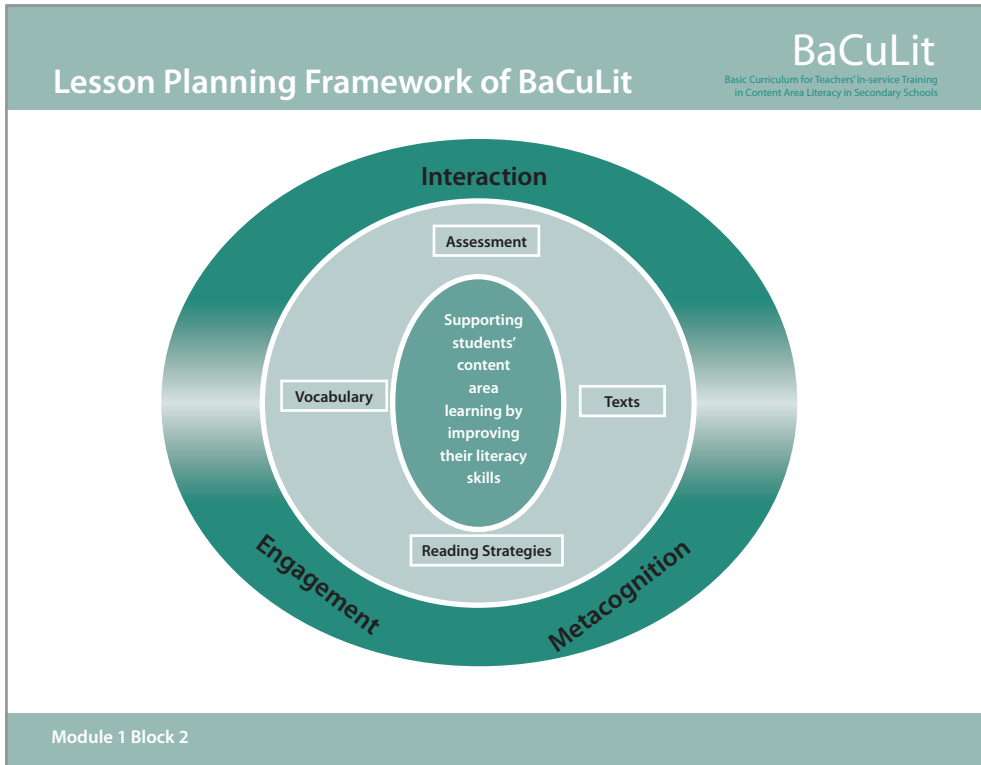 Lesson Planning Framework of BaCuLit
BaCuLit
Basic Curriculum for Teachers' In-service Training
in Content Area Literacy in Secondary Schools
Interaction
Assessment
Supporting
students'
content
area
learning by
improving
their literacy
skills
Vocabulary
Texts
Reading Strategies
Engagement
Metacognition
Module 1 Block 2